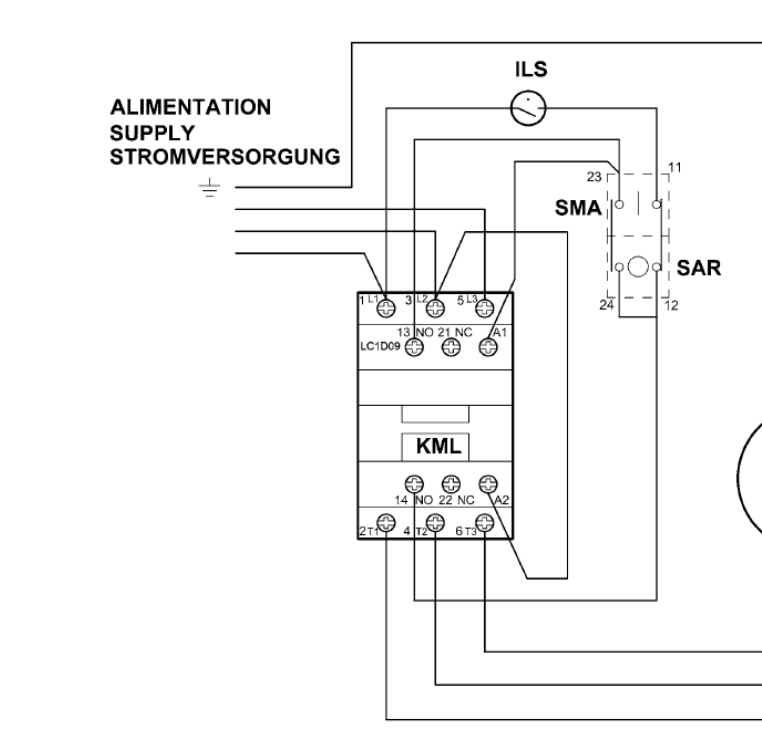 ILS
ALIMENTATION
SUPPLY
STROMVERSORGUNG
23
11
SMA
SAR
24
12
1 L1 3 L2 5 L3
13 NO 21 NC A1
LC1D09
KML
14 NO 22 NC A2
2 T1 4 T2 6 T3